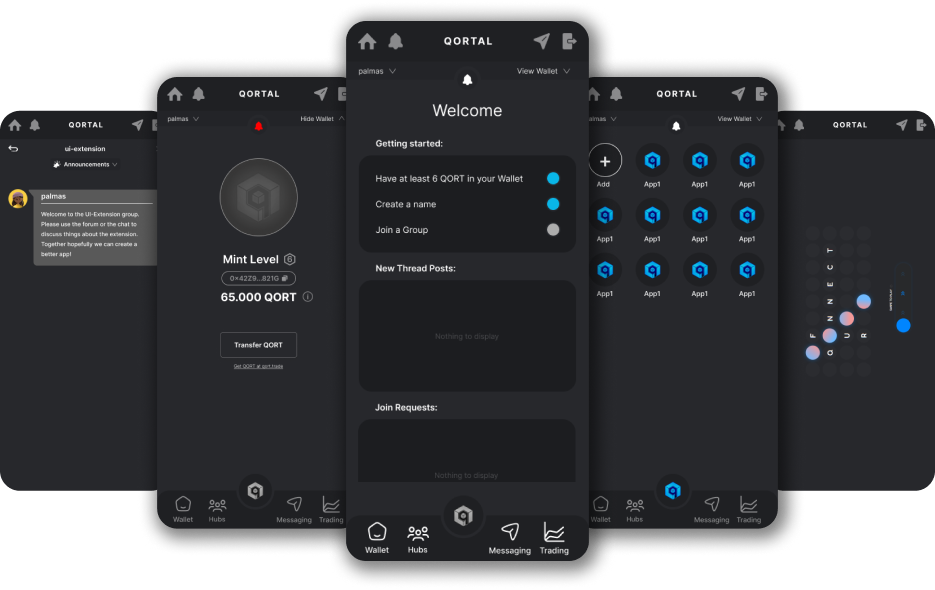 QORTAL
ui-extension
Announcements
palmas
Welcome to the UI-Extension group.
Please use the forum or the chat to
discuss things about the extension.
Together hopefully we can create a
better app!
QORTAL
palmas
Hide Wallet
Mint Level 6
0x42Z9...821G
65.000 QORT
Transfer QORT
Get QORT at qort.trade
Wallet
Hubs
Messaging
Trading
QORTAL
palmas
View Wallet
Welcome
Getting started:
Have at least 6 QORT in your Wallet
Create a name
Join a Group
New Thread Posts:
Nothing to display
Join Requests:
Nothing to display
Wallet
Hubs
Messaging
Trading
QORTAL
almas
View Wallet
Add
App1
App1
App1
App1
App1
App1
App1
App1
App1
App1
App1
Wallet
Hubs
Messaging
Trading
QORTAL
F
QUR
NNECT